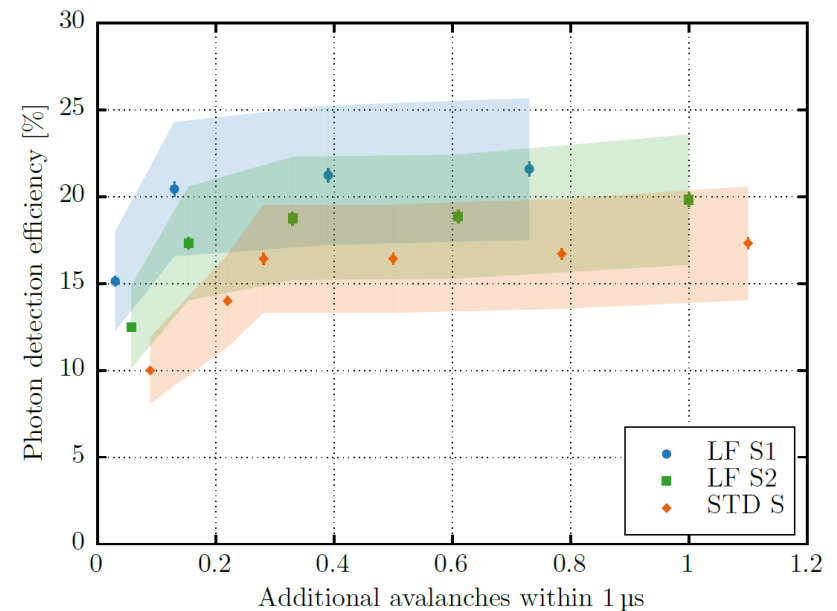 30
25
20
15
10
5
0
Photon detection efficiency [%]
LF S1
LF S2
STD S
0 0.2 0.4 0.6 0.8 1 1.2
Additional avalanches within 1 µs